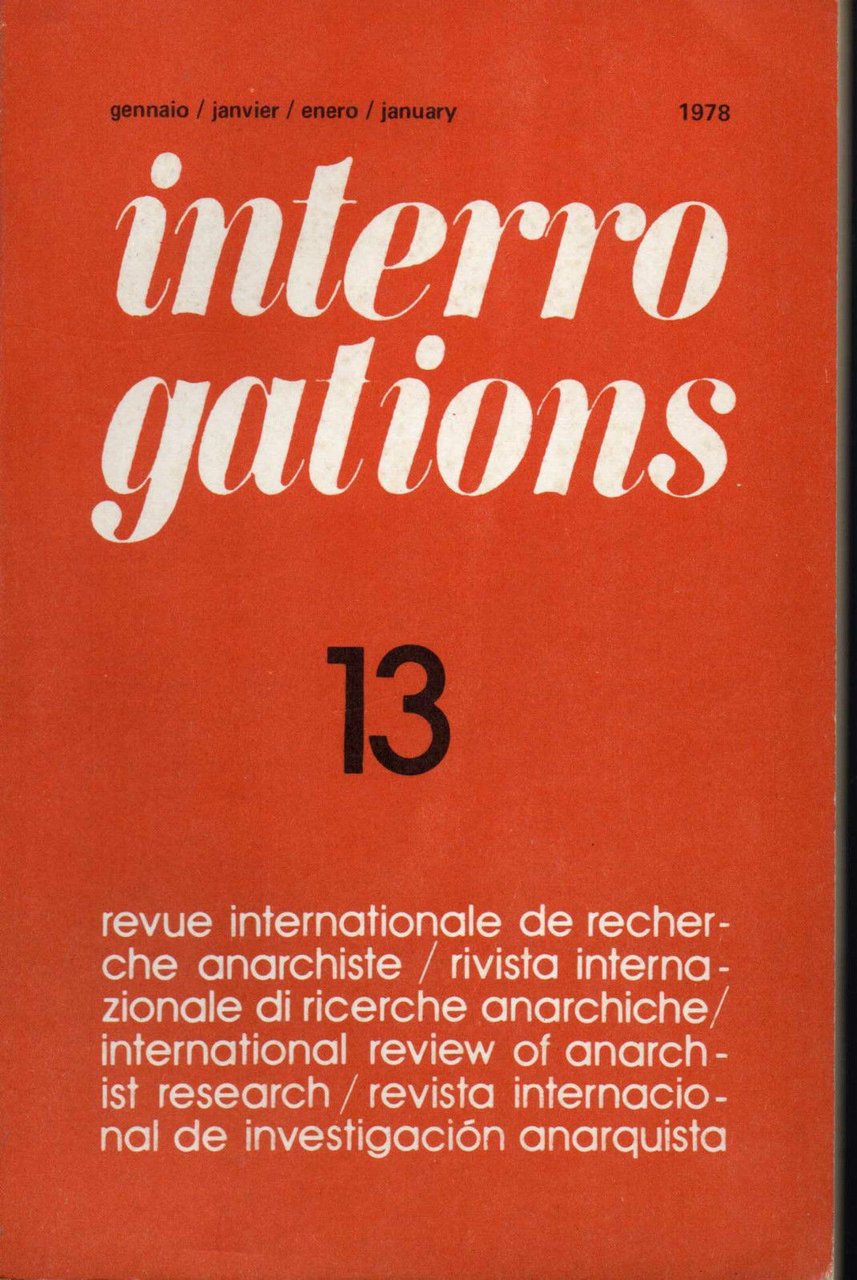 gennaio / janvier / enero / january 1978
interro
gations
13
revue internationale de recher-
che anarchiste / rivista interna-
zionale di ricerche anarchiche/
international review of anarch-
ist research / revista internacio-
nal de investigación anarquista